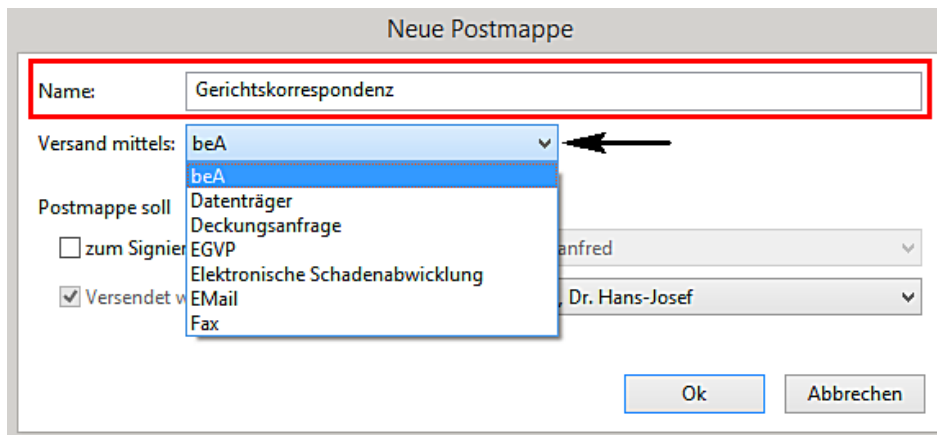 Neue Postmappe
Name: Gerichtskorrespondenz
Versand mittels: beA
beA
Datenträger
Postmappe soll
Deckungsanfrage
zum Signier
EGVP
anfred
Elektronische Schadenabwicklung
Versendet w
EMail
, Dr. Hans-Josef
Fax
Ok Abbrechen